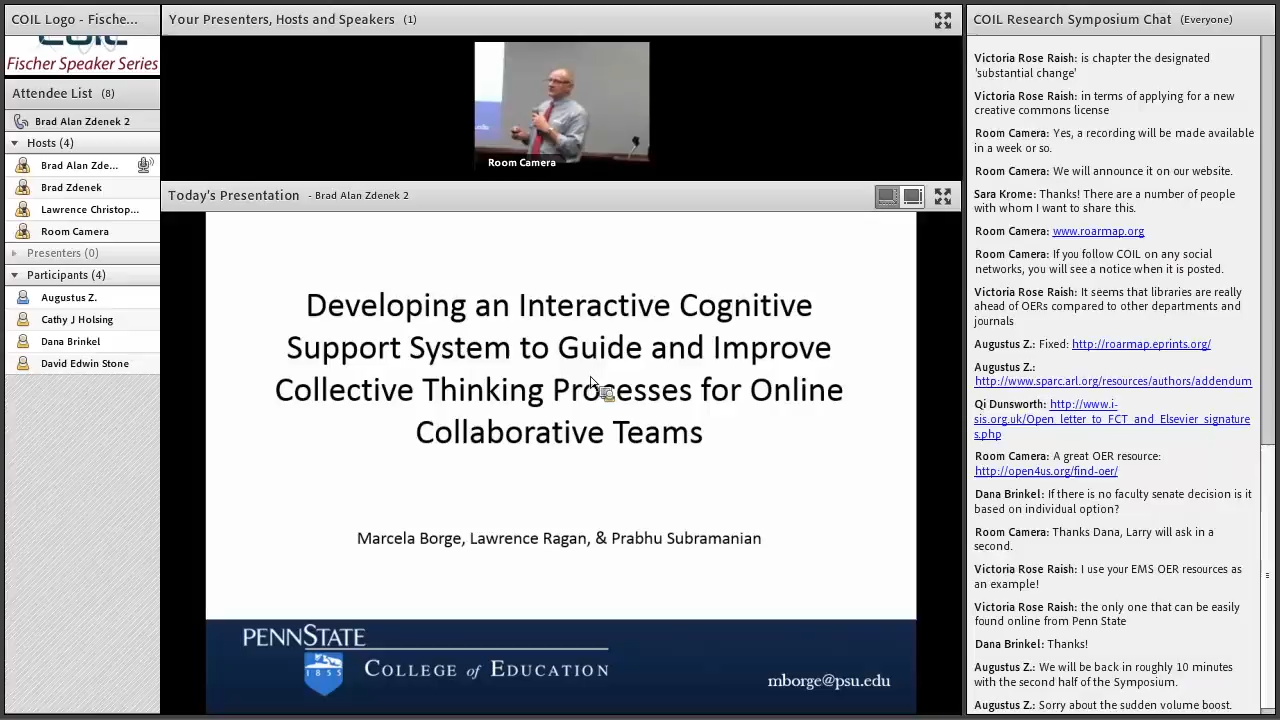 COIL Logo - Fische...
COIL
Fischer Speaker Series
Attendee List (8)
Brad Alan Zdenek 2
Hosts (4)
Brad Alan Zde...
Brad Zdenek
Lawrence Christop...
Room Camera
Presenters (0)
Participants (4)
Augustus Z.
Cathy J Holsing
Dana Brinkel
David Edwin Stone
Your Presenters, Hosts and Speakers (1)
Room Camera
Today's Presentation - Brad Alan Zdenek 2
Developing an Interactive Cognitive
Support System to Guide and Improve
Collective Thinking Processes for Online
Collaborative Teams
Marcela Borge, Lawrence Ragan, & Prabhu Subramanian
PENNSTATE
1855
COLLEGE of EDUCATION
mborge@psu.edu
COIL Research Symposium Chat (Everyone)
Victoria Rose Raish: is chapter the designated
'substantial change'
Victoria Rose Raish: in terms of applying for a new
creative commons license
Room Camera: Yes, a recording will be made available
in a week or so.
Room Camera: We will announce it on our website.
Sara Krome: Thanks! There are a number of people
with whom I want to share this.
Room Camera: www.roarmap.org
Room Camera: If you follow COIL on any social
networks, you will see a notice when it is posted.
Victoria Rose Raish: It seems that libraries are really
ahead of OERs compared to other departments and
journals
Augustus Z.: Fixed: http://roarmap.eprints.org/
Augustus Z.:
http://www.sparc.arl.org/resources/authors/addendum
Qi Dunsworth: http://www.i-
sis.org.uk/Open_letter_to_FCT_and_Elsevier_signature
s.php
Room Camera: A great OER resource:
http://open4us.org/find-oer/
Dana Brinkel: If there is no faculty senate decision is it
based on individual option?
Room Camera: Thanks Dana, Larry will ask in a
second.
Victoria Rose Raish: I use your EMS OER resources as
an example!
Victoria Rose Raish: the only one that can be easily
found online from Penn State
Dana Brinkel: Thanks!
Augustus Z.: We will be back in roughly 10 minutes
with the second half of the Symposium.
Augustus Z.: Sorry about the sudden volume boost.